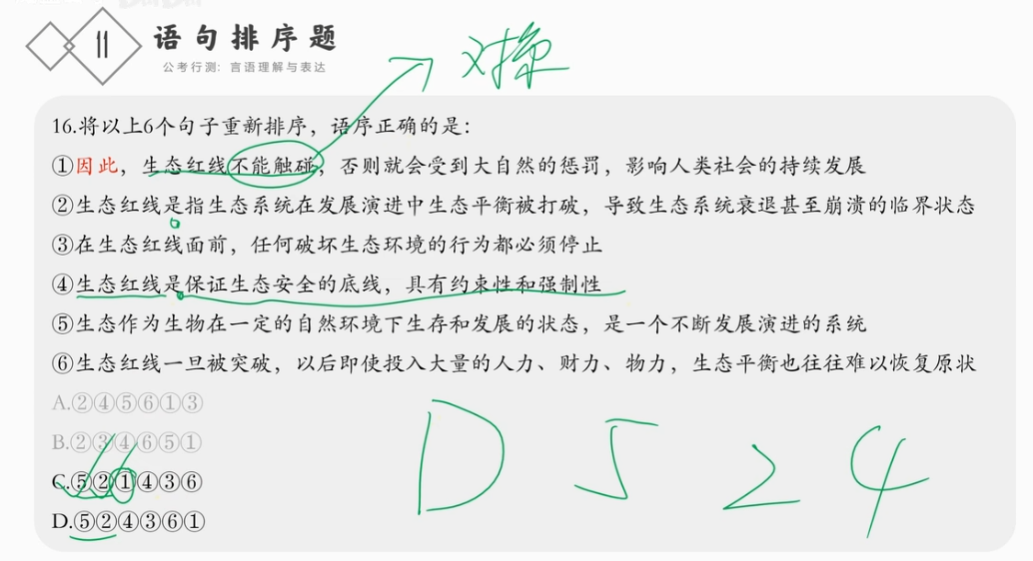 11 语句排序题
公考行测：言语理解与表达
对象
16.将以上6个句子重新排序，语序正确的是：
①因此，生态红线不能触碰，否则就会受到大自然的惩罚，影响人类社会的持续发展
②生态红线是指生态系统在发展演进中生态平衡被打破，导致生态系统衰退甚至崩溃的临界状态
③在生态红线面前，任何破坏生态环境的行为都必须停止
④生态红线是保证生态安全的底线，具有约束性和强制性
⑤生态作为生物在一定的自然环境下生存和发展的状态，是一个不断发展演进的系统
⑥生态红线一旦被突破，以后即使投入大量的人力、财力、物力，生态平衡也往往难以恢复原状
A.②④⑤⑥①③
B.②③④⑥⑤①
C.⑤②①④③⑥
D.⑤②④③⑥①
D 5 2 4